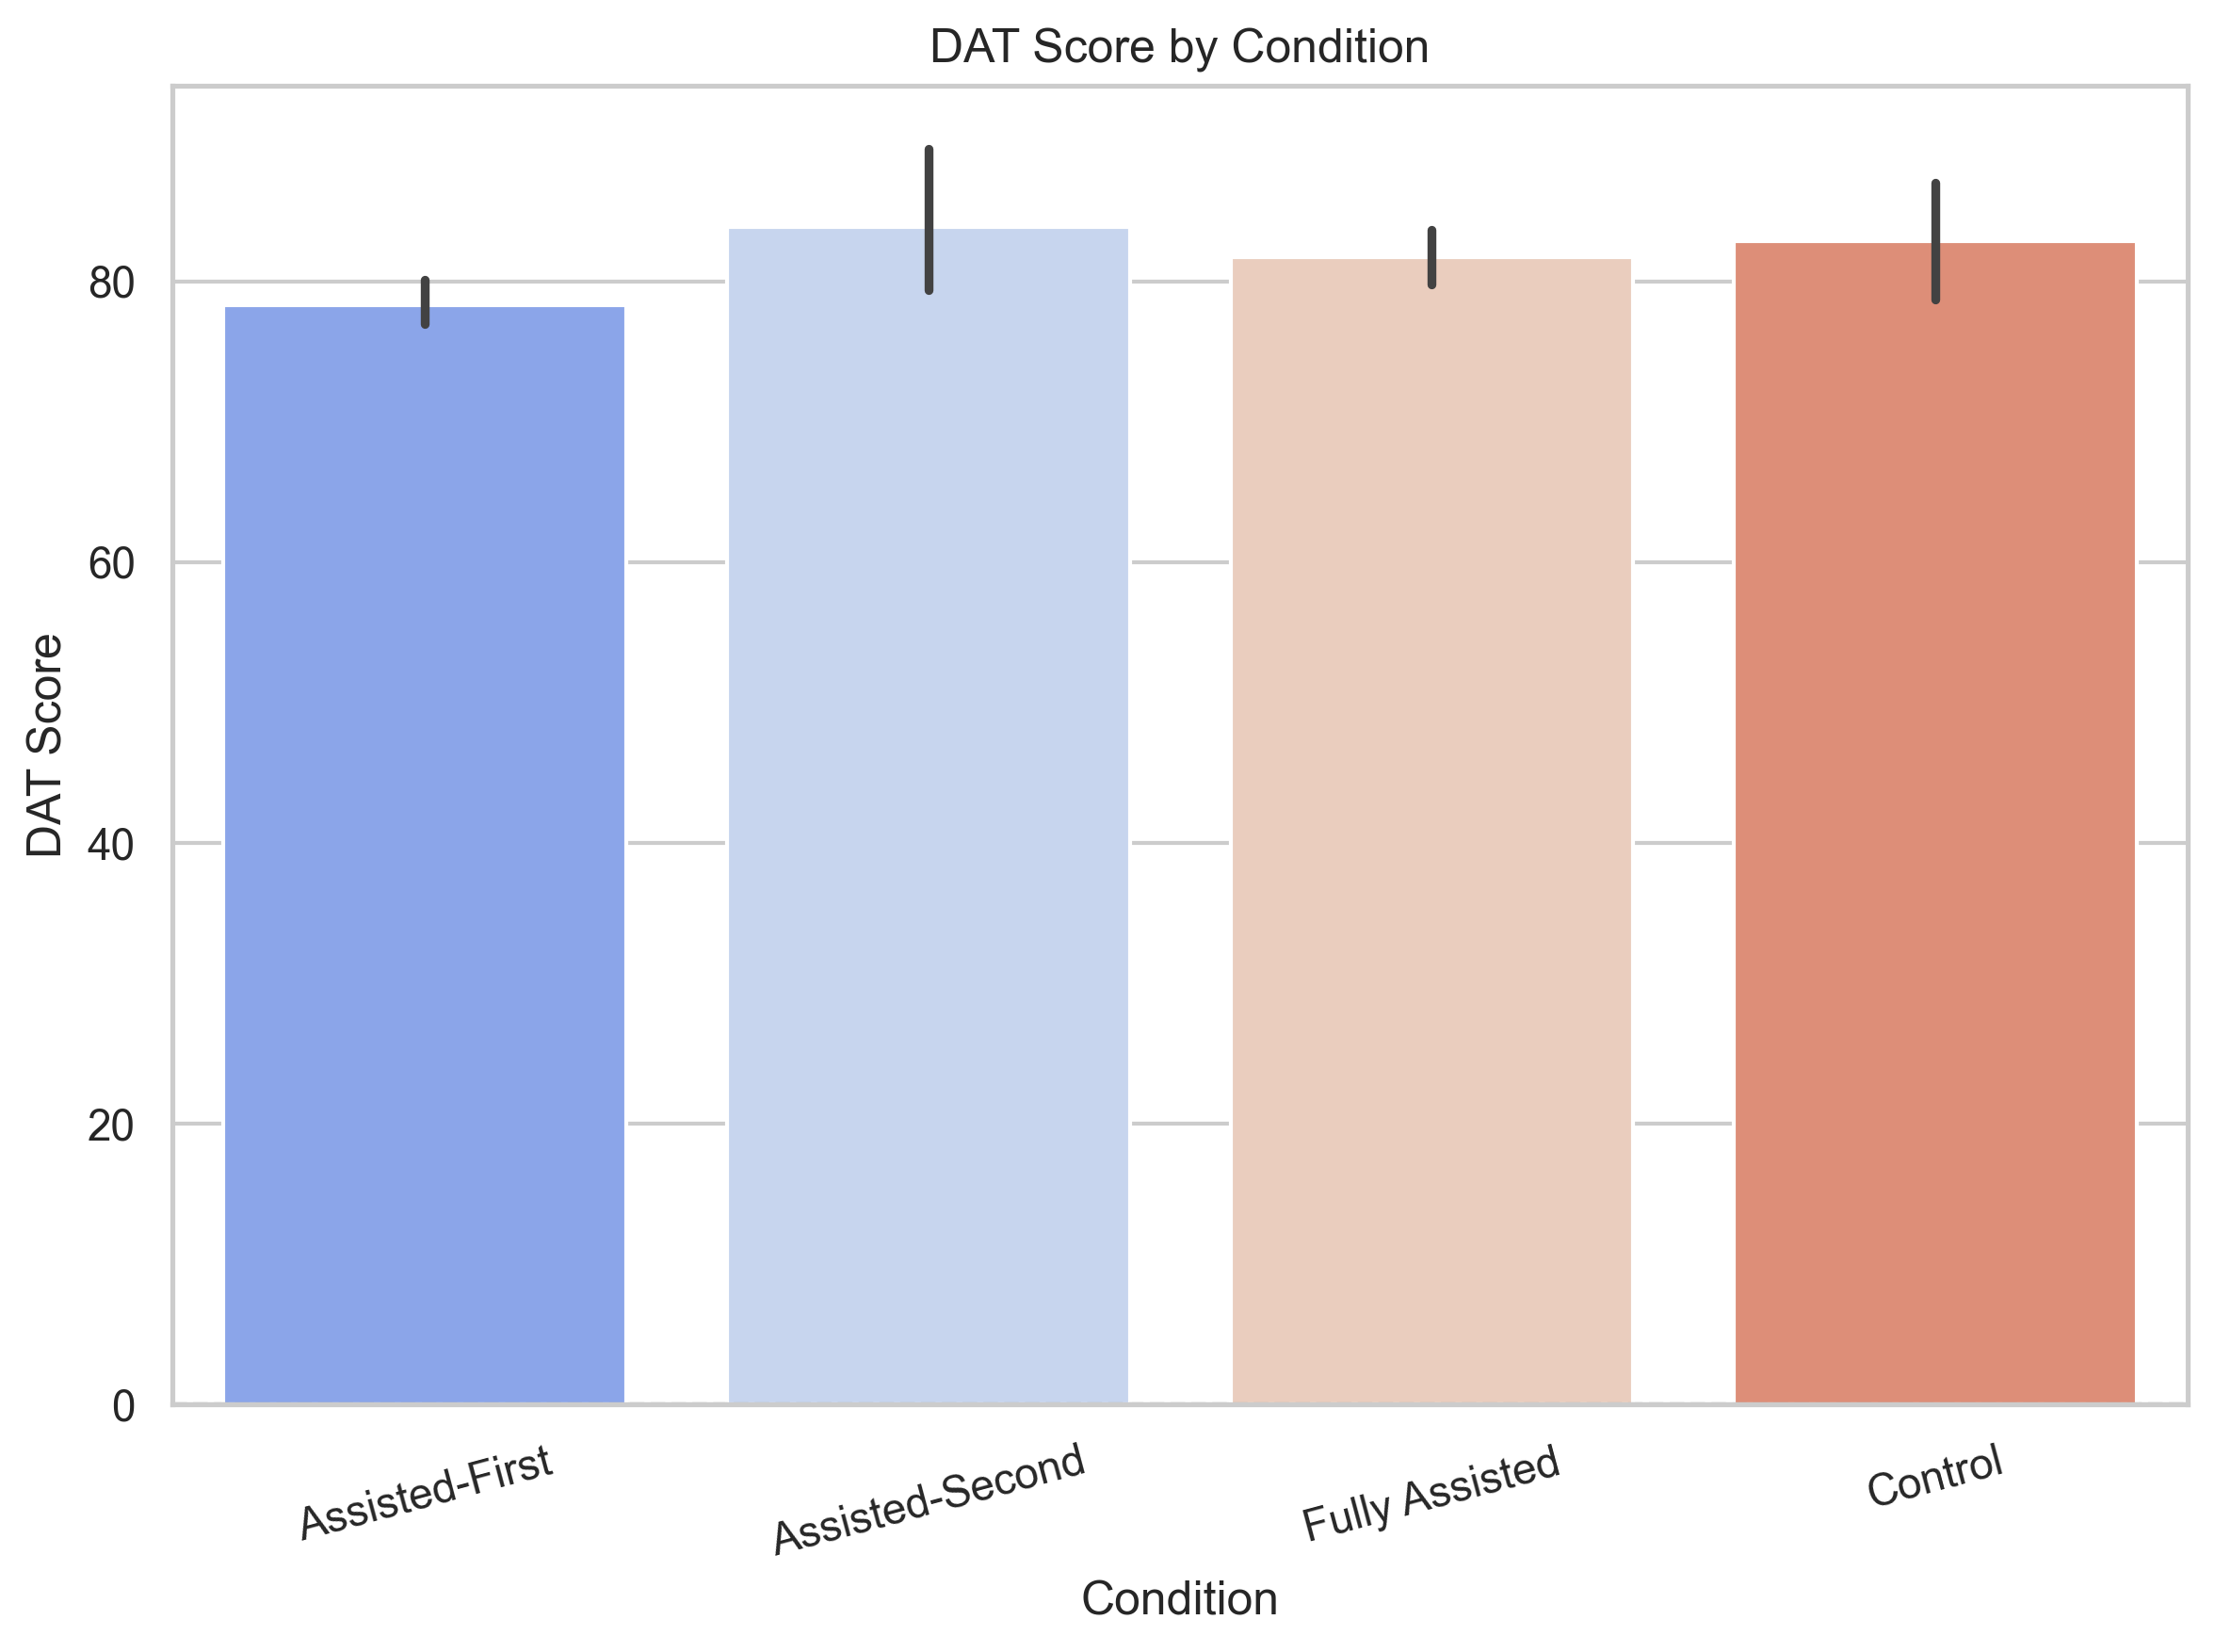 DAT Score by Condition
DAT Score
80
60
40
20
0
Assisted-First
Assisted-Second
Fully Assisted
Control
Condition